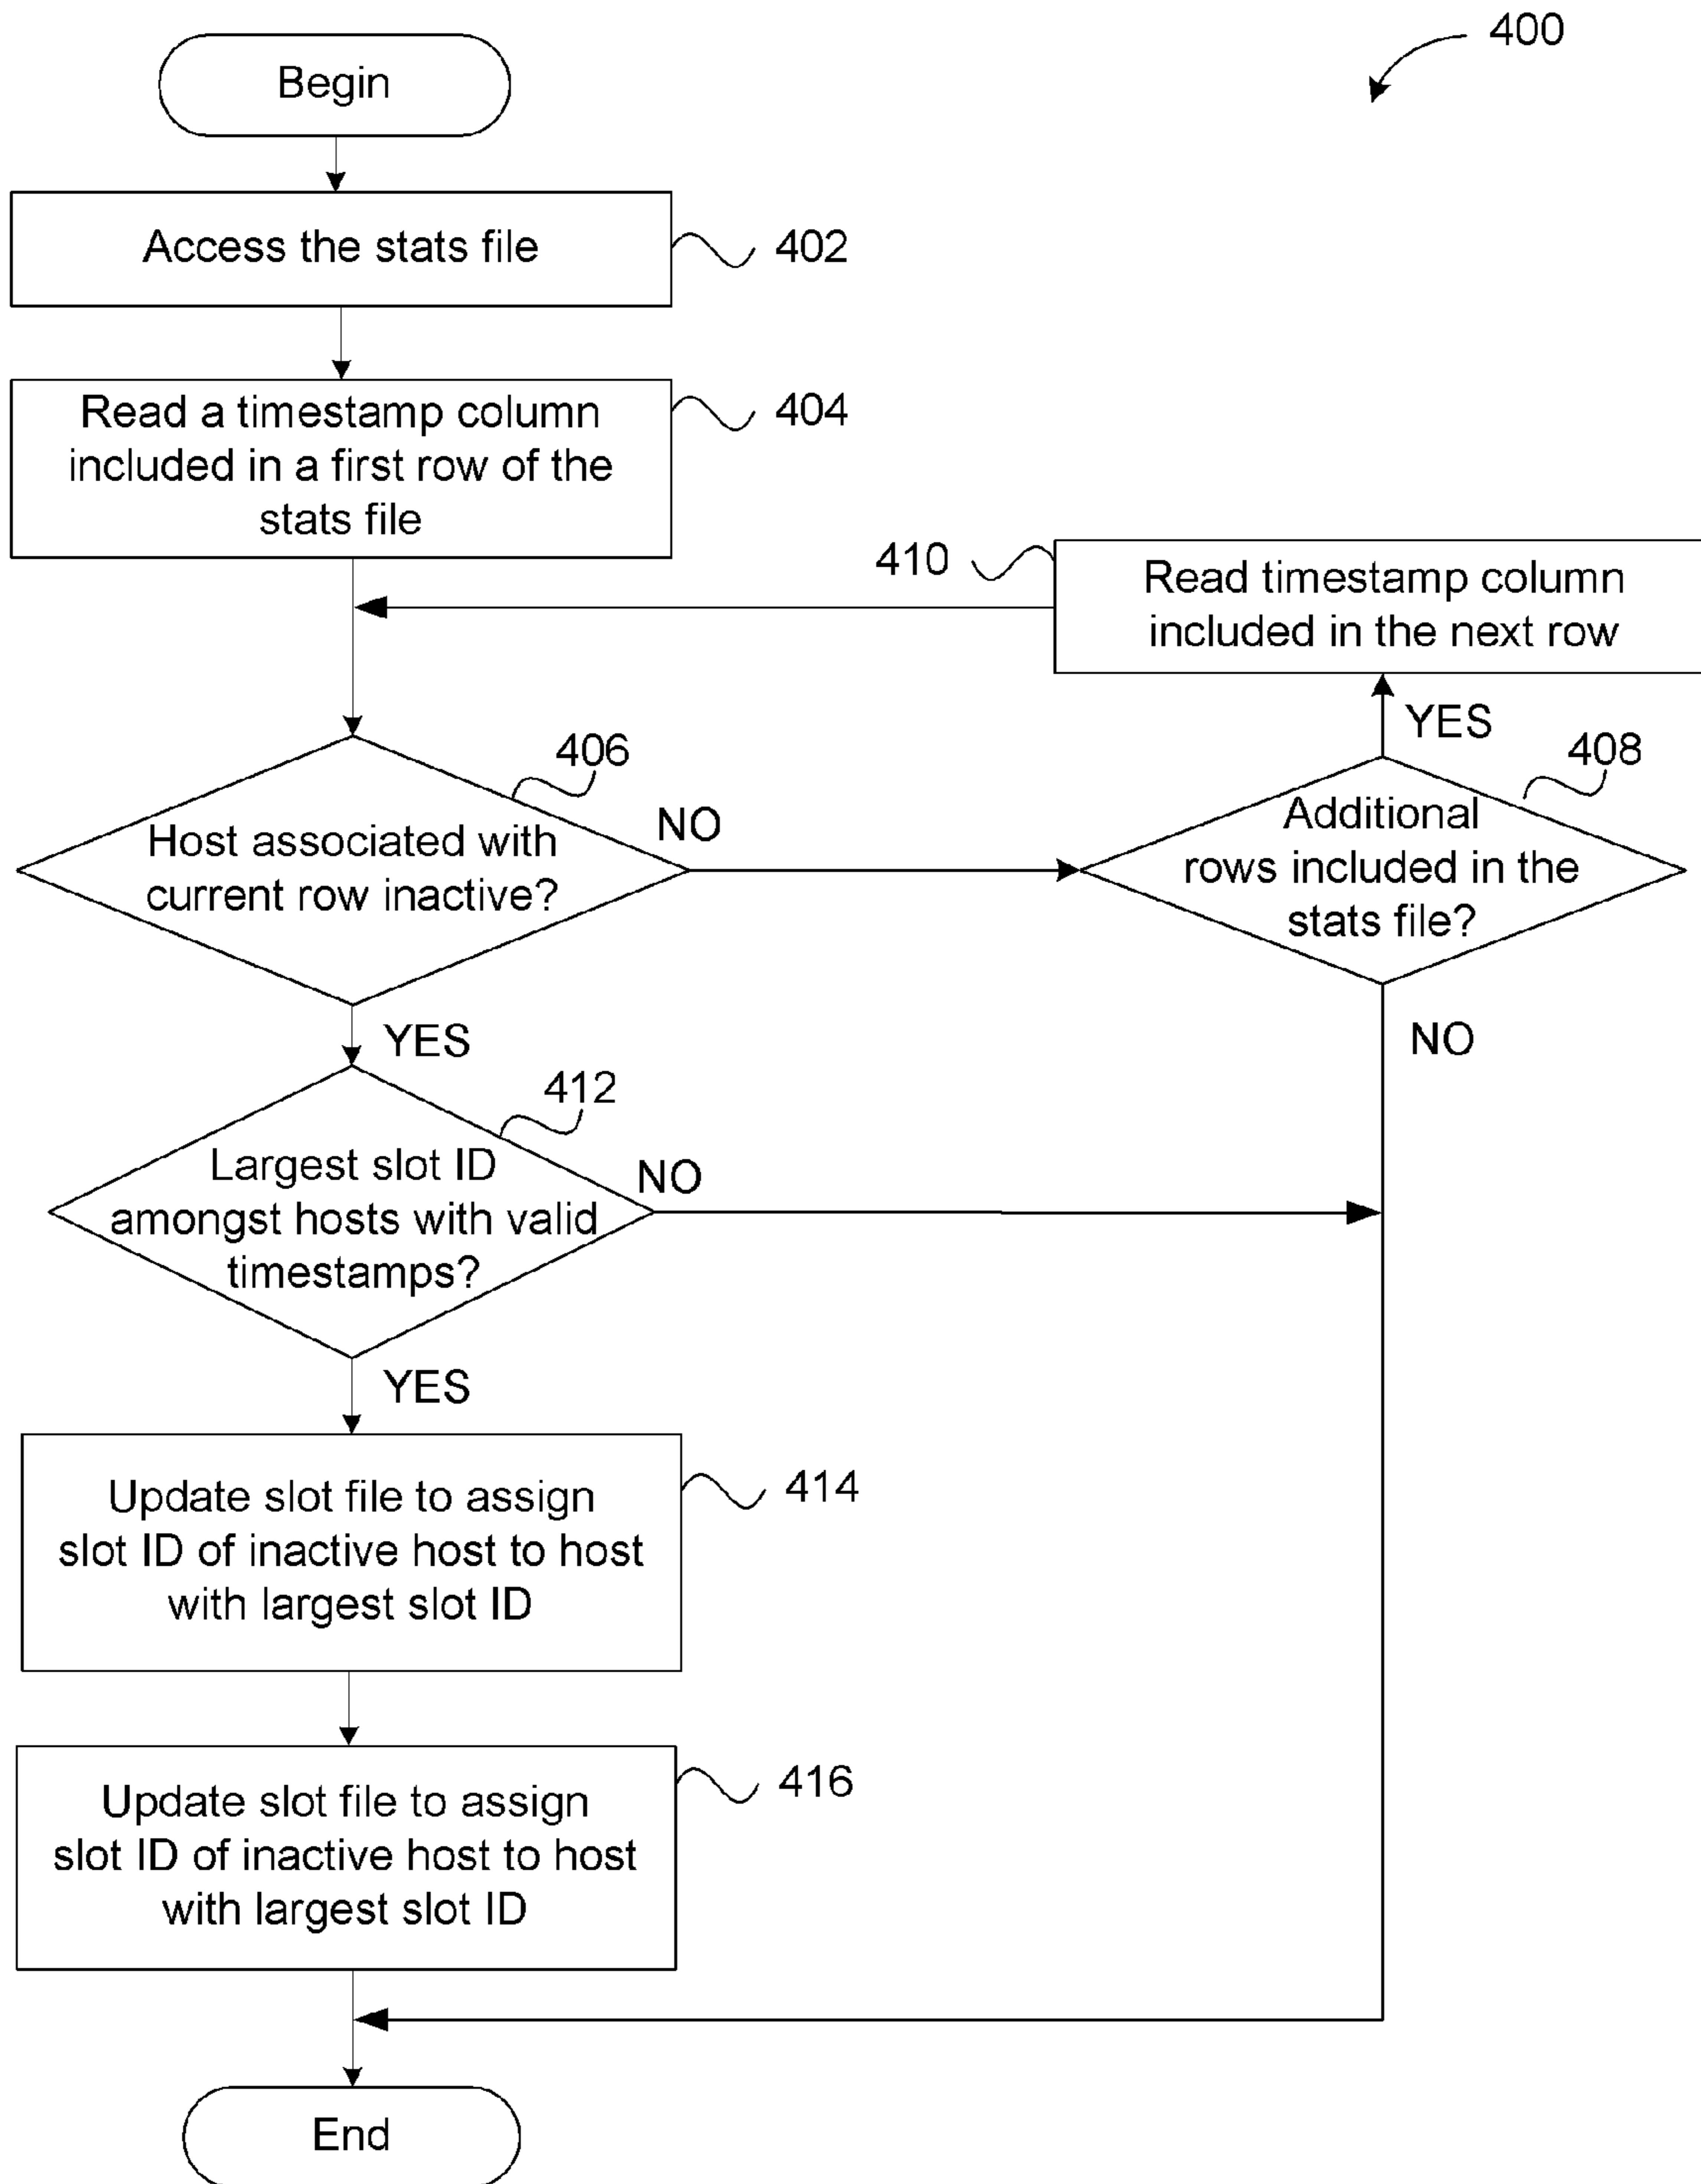 400
Begin
Access the stats file
402
Read a timestamp column
included in a first row of the
stats file
404
410
Read timestamp column
included in the next row
YES
406
408
Host associated with
current row inactive?
NO
Additional
rows included in the
stats file?
YES
NO
412
Largest slot ID
amongst hosts with valid
timestamps?
NO
YES
Update slot file to assign
slot ID of inactive host to host
with largest slot ID
414
Update slot file to assign
slot ID of inactive host to host
with largest slot ID
416
End